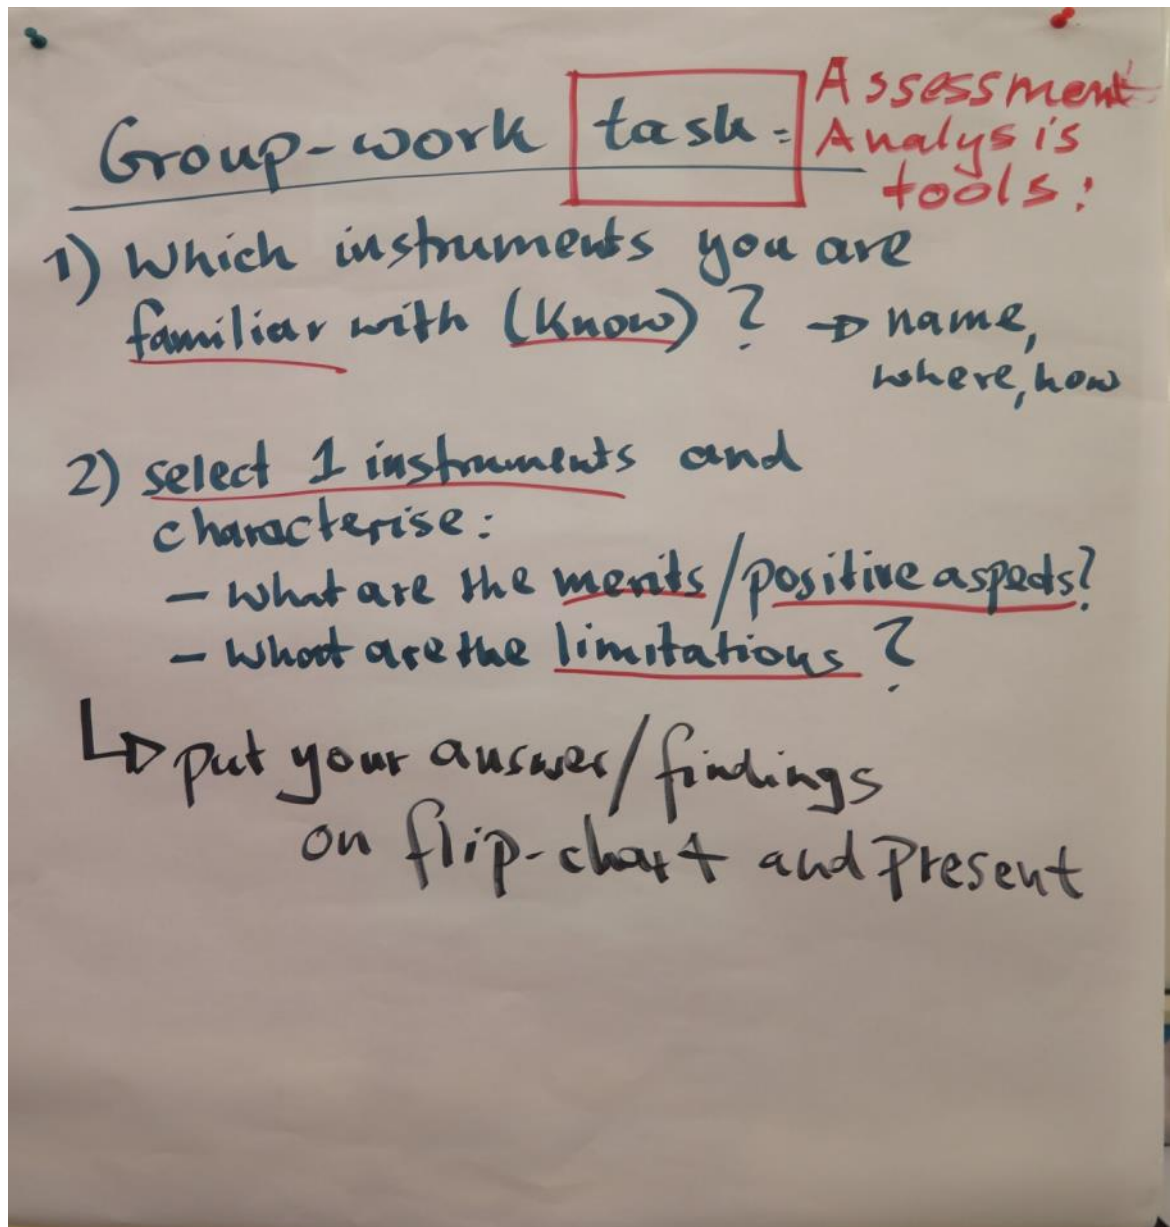 Group-work task:
Assessment
Analysis
tools:
1) Which instruments you are
familiar with (Know) ? → name,
where, how
2) select 1 instruments and
characterise:
- what are the merits/positive aspects?
- what are the limitations ?
↳ put your answer/findings
on flip-chart and present